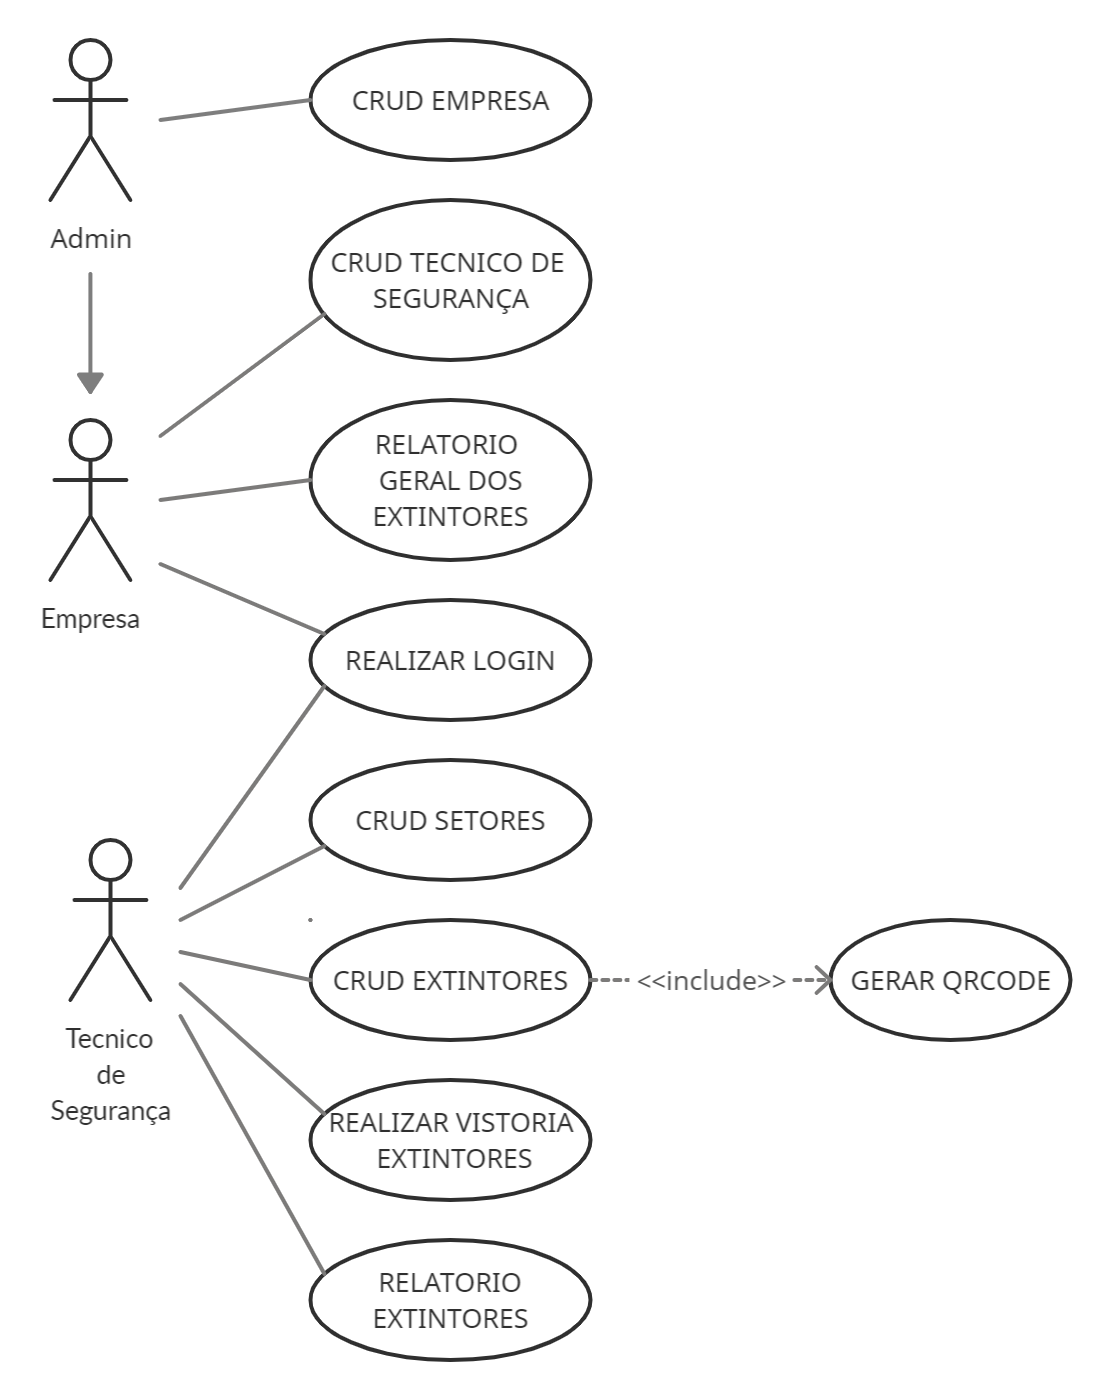 CRUD EMPRESA
Admin
CRUD TECNICO DE
SEGURANÇA
RELATORIO
GERAL DOS
EXTINTORES
Empresa
REALIZAR LOGIN
CRUD SETORES
CRUD EXTINTORES
<<include>>
GERAR QRCODE
Tecnico
de
Segurança
REALIZAR VISTORIA
EXTINTORES
RELATORIO
EXTINTORES